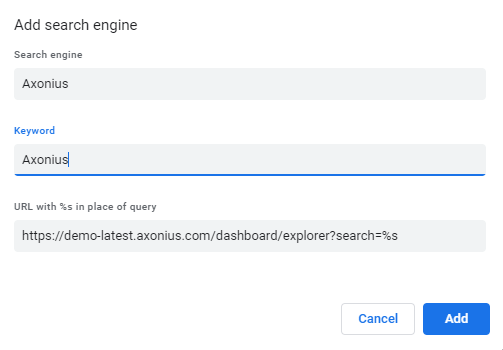 Add search engine
Search engine
Axonius
Keyword
Axonius
URL with %s in place of query
https://demo-latest.axonius.com/dashboard/explorer?search=%s
Cancel Add